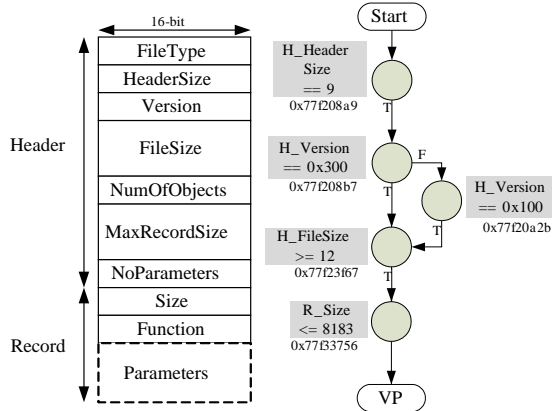 16-bit
FileType
HeaderSize
Version
FileSize
NumOfObjects
MaxRecordSize
NoParameters
Size
Function
Parameters
Header
Record
Start
H_Header
Size
== 9
0x77f208a9
T
H_Version
== 0x300
0x77f208b7
F
T
H_Version
== 0x100
0x77f20a2b
T
H_FileSize
>= 12
0x77f23f67
T
R_Size
<= 8183
0x77f33756
VP